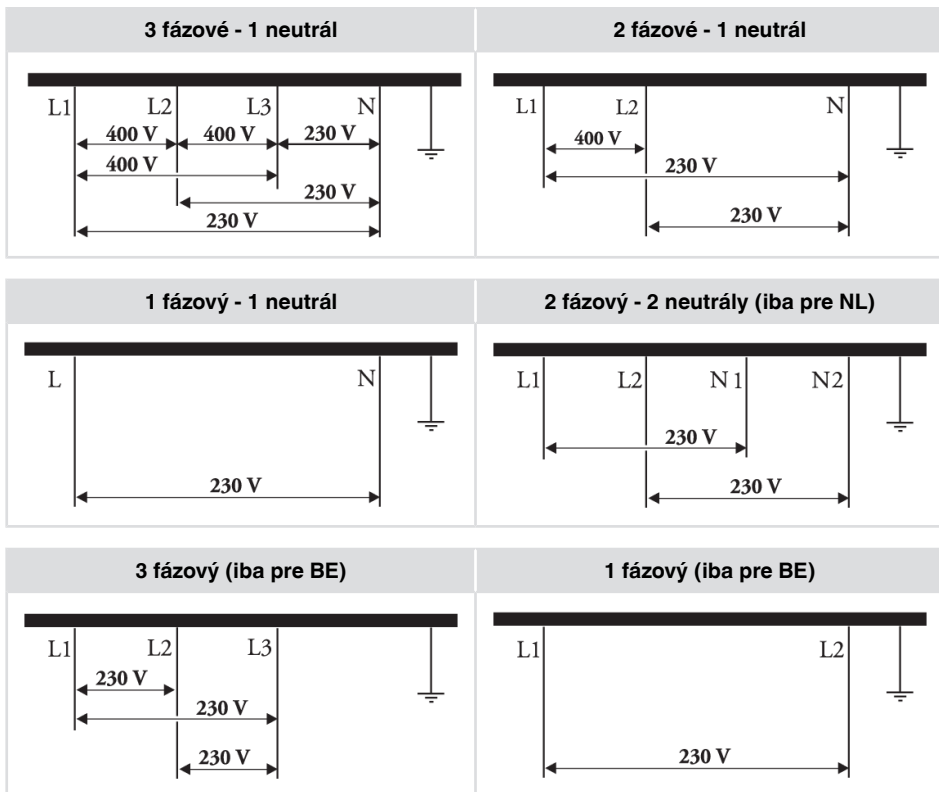 3 fázové - 1 neutrál
L1 L2 L3 N
400 V 400 V 230 V
400 V
230 V
230 V
2 fázové - 1 neutrál
L1 L2 N
400 V
230 V
230 V
1 fázový - 1 neutrál
L N
230 V
2 fázový - 2 neutrály (iba pre NL)
L1 L2 N1 N2
230 V
230 V
3 fázový (iba pre BE)
L1 L2 L3
230 V
230 V
230 V
1 fázový (iba pre BE)
L1 L2
230 V